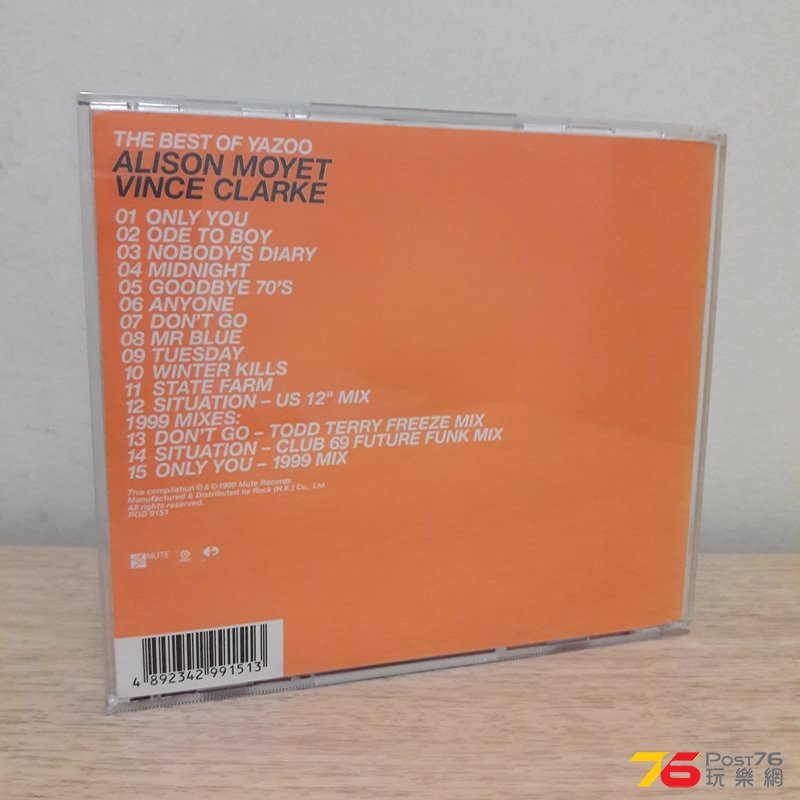 THE BEST OF YAZOO
ALISON MOYET
VINCE CLARKE
01 ONLY YOU
02 ODE TO BOY
03 NOBODY'S DIARY
04 MIDNIGHT
05 GOODBYE 70'S
06 ANYONE
07 DON'T GO
08 MR BLUE
09 TUESDAY
10 WINTER KILLS
11 STATE FARM
12 SITUATION – US 12" MIX
1999 MIXES:
13 DON'T GO – TODD TERRY FREEZE MIX
14 SITUATION – CLUB 69 FUTURE FUNK MIX
15 ONLY YOU – 1999 MIX
This compilation ℗ & © 1999 Mute Records
Manufactured & Distributed by Rock (H.K.) Co., Ltd.
All rights reserved.
ROD 9151
MUTE
4 892342 991513
76 POST76
玩樂網